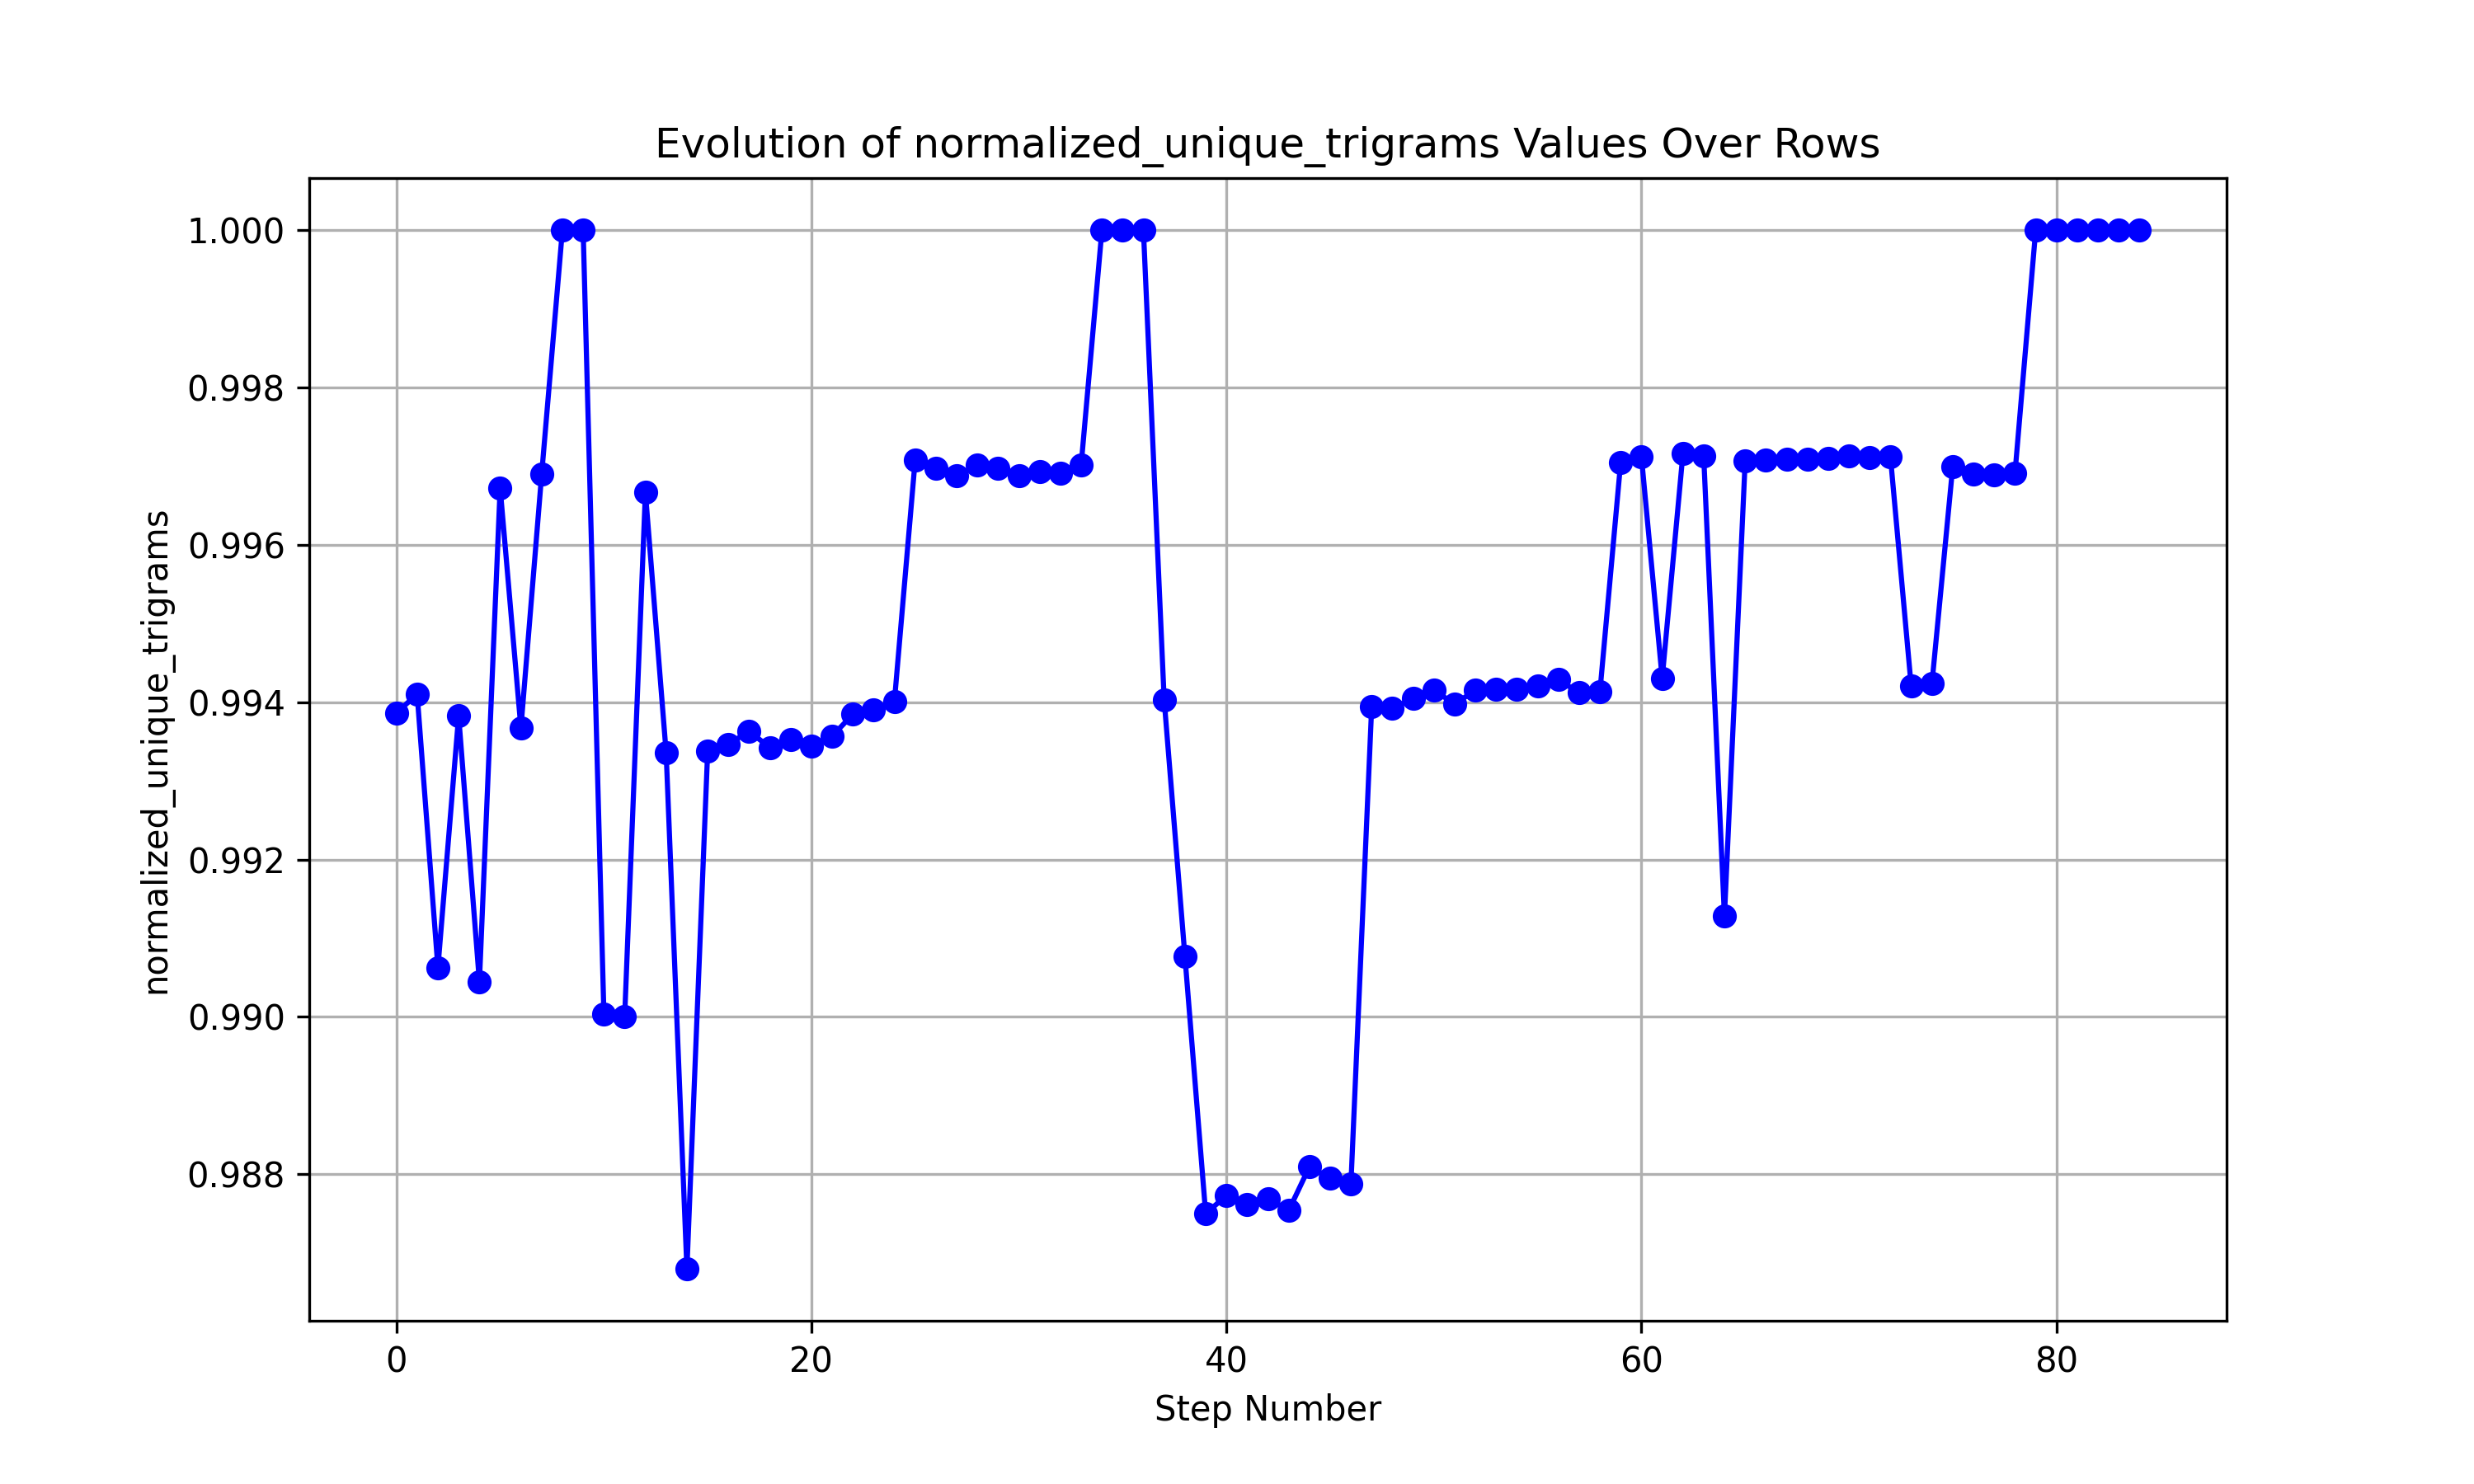 Evolution of normalized_unique_trigrams Values Over Rows
normalized_unique_trigrams
1.000
0.998
0.996
0.994
0.992
0.990
0.988
0 20 40 60 80
Step Number